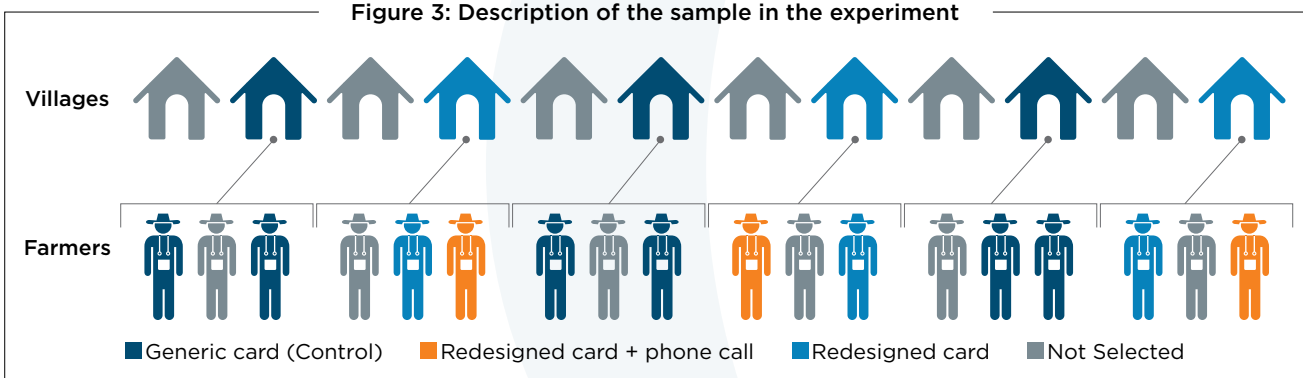 Figure 3: Description of the sample in the experiment
Villages
Farmers
Generic card (Control) Redesigned card + phone call Redesigned card Not Selected